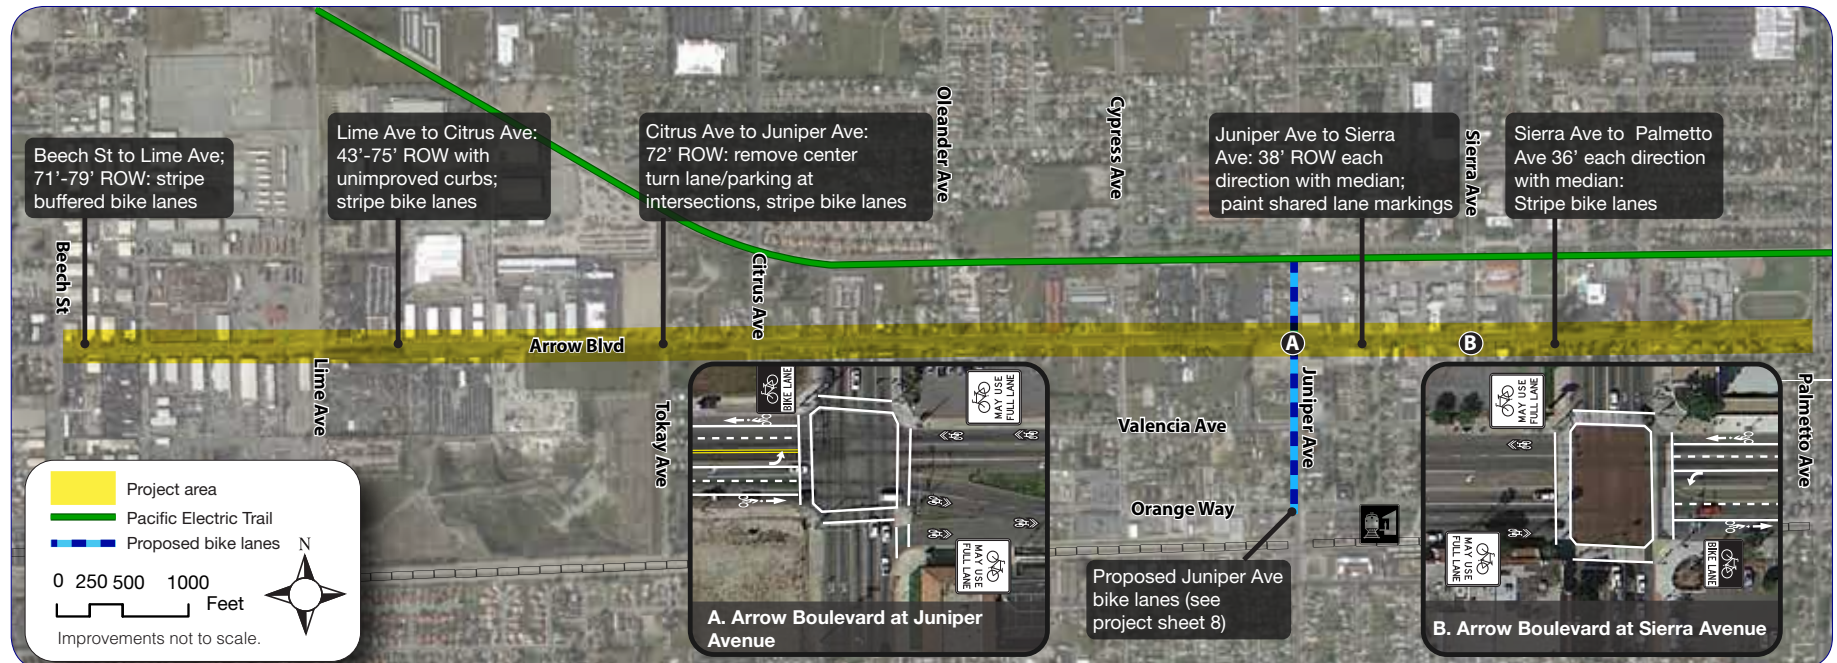 Oleander Ave
Cypress Ave
Sierra Ave
Beech St to Lime Ave;
71’-79’ ROW: stripe
buffered bike lanes
Lime Ave to Citrus Ave:
43’-75’ ROW with
unimproved curbs;
stripe bike lanes
Citrus Ave to Juniper Ave:
72’ ROW: remove center
turn lane/parking at
intersections, stripe bike lanes
Juniper Ave to Sierra
Ave: 38’ ROW each
direction with median;
paint shared lane markings
Sierra Ave to Palmetto
Ave 36’ each direction
with median:
Stripe bike lanes
Beech St
Citrus Ave
Arrow Blvd
A
B
Lime Ave
Tokay Ave
Juniper Ave
Palmetto Ave
Valencia Ave
Orange Way
BIKE LANE
MAY USE
FULL LANE
MAY USE
FULL LANE
A. Arrow Boulevard at Juniper
Avenue
MAY USE
FULL LANE
MAY USE
FULL LANE
BIKE LANE
B. Arrow Boulevard at Sierra Avenue
Proposed Juniper Ave
bike lanes (see
project sheet 8)
Project area
Pacific Electric Trail
Proposed bike lanes
N
0 250 500 1000
Feet
Improvements not to scale.